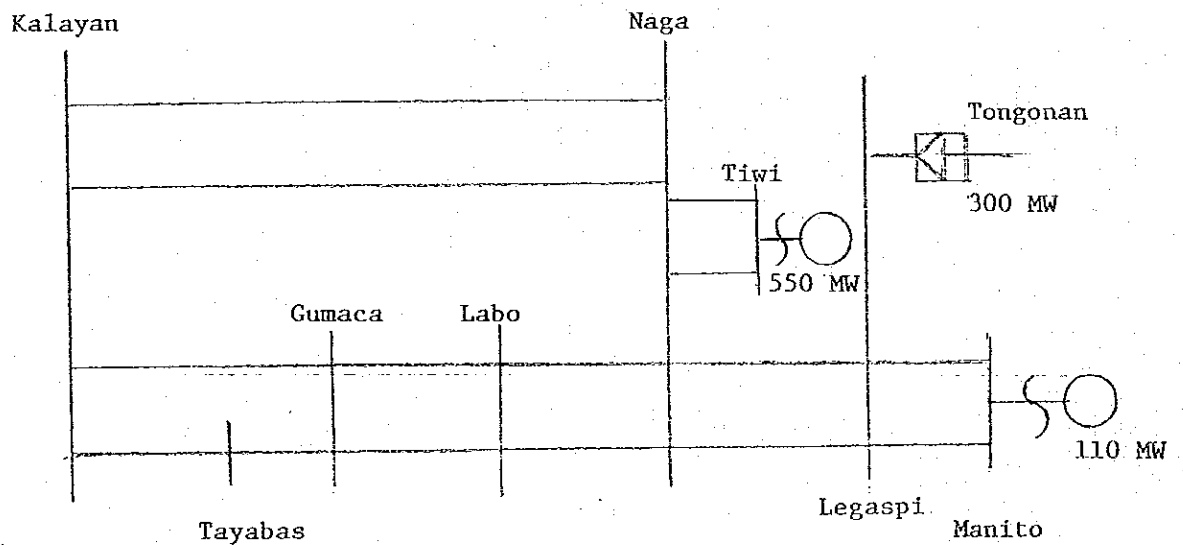 Kalayan
Naga
Tongonan
300 MW
Tiwi
550 MW
Gumaca
Labo
110 MW
Legaspi
Manito
Tayabas